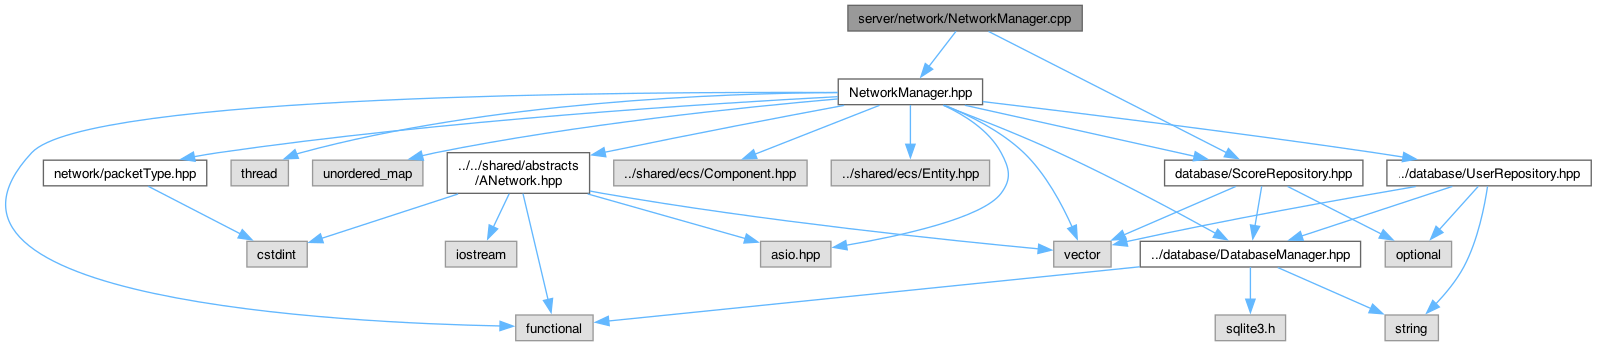 server/network/NetworkManager.cpp
NetworkManager.hpp
network/packetType.hpp
thread
unordered_map
../../shared/abstracts
/ANetwork.hpp
../shared/ecs/Component.hpp
../shared/ecs/Entity.hpp
database/ScoreRepository.hpp
../database/UserRepository.hpp
cstdint
iostream
asio.hpp
vector
../database/DatabaseManager.hpp
optional
functional
sqlite3.h
string